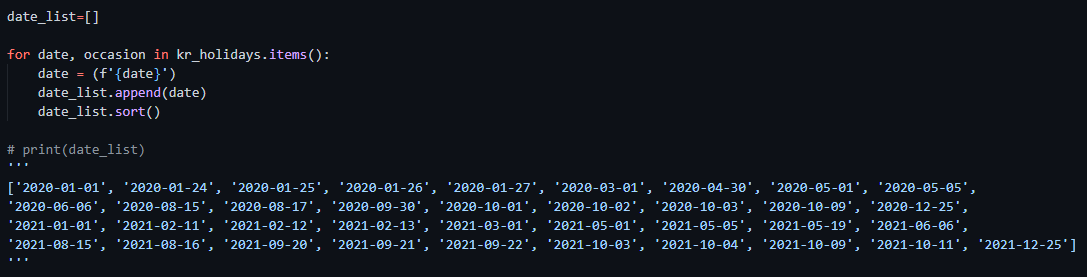 date_list=[]
for date, occasion in kr_holidays.items():
    date = (f'{date}')
    date_list.append(date)
    date_list.sort()
# print(date_list)
'''
['2020-01-01', '2020-01-24', '2020-01-25', '2020-01-26', '2020-01-27', '2020-03-01', '2020-04-30', '2020-05-01', '2020-05-05',
'2020-06-06', '2020-08-15', '2020-08-17', '2020-09-30', '2020-10-01', '2020-10-02', '2020-10-03', '2020-10-09', '2020-12-25',
'2021-01-01', '2021-02-11', '2021-02-12', '2021-02-13', '2021-03-01', '2021-05-01', '2021-05-05', '2021-05-19', '2021-06-06',
'2021-08-15', '2021-08-16', '2021-09-20', '2021-09-21', '2021-09-22', '2021-10-03', '2021-10-04', '2021-10-09', '2021-10-11', '2021-12-25']
'''